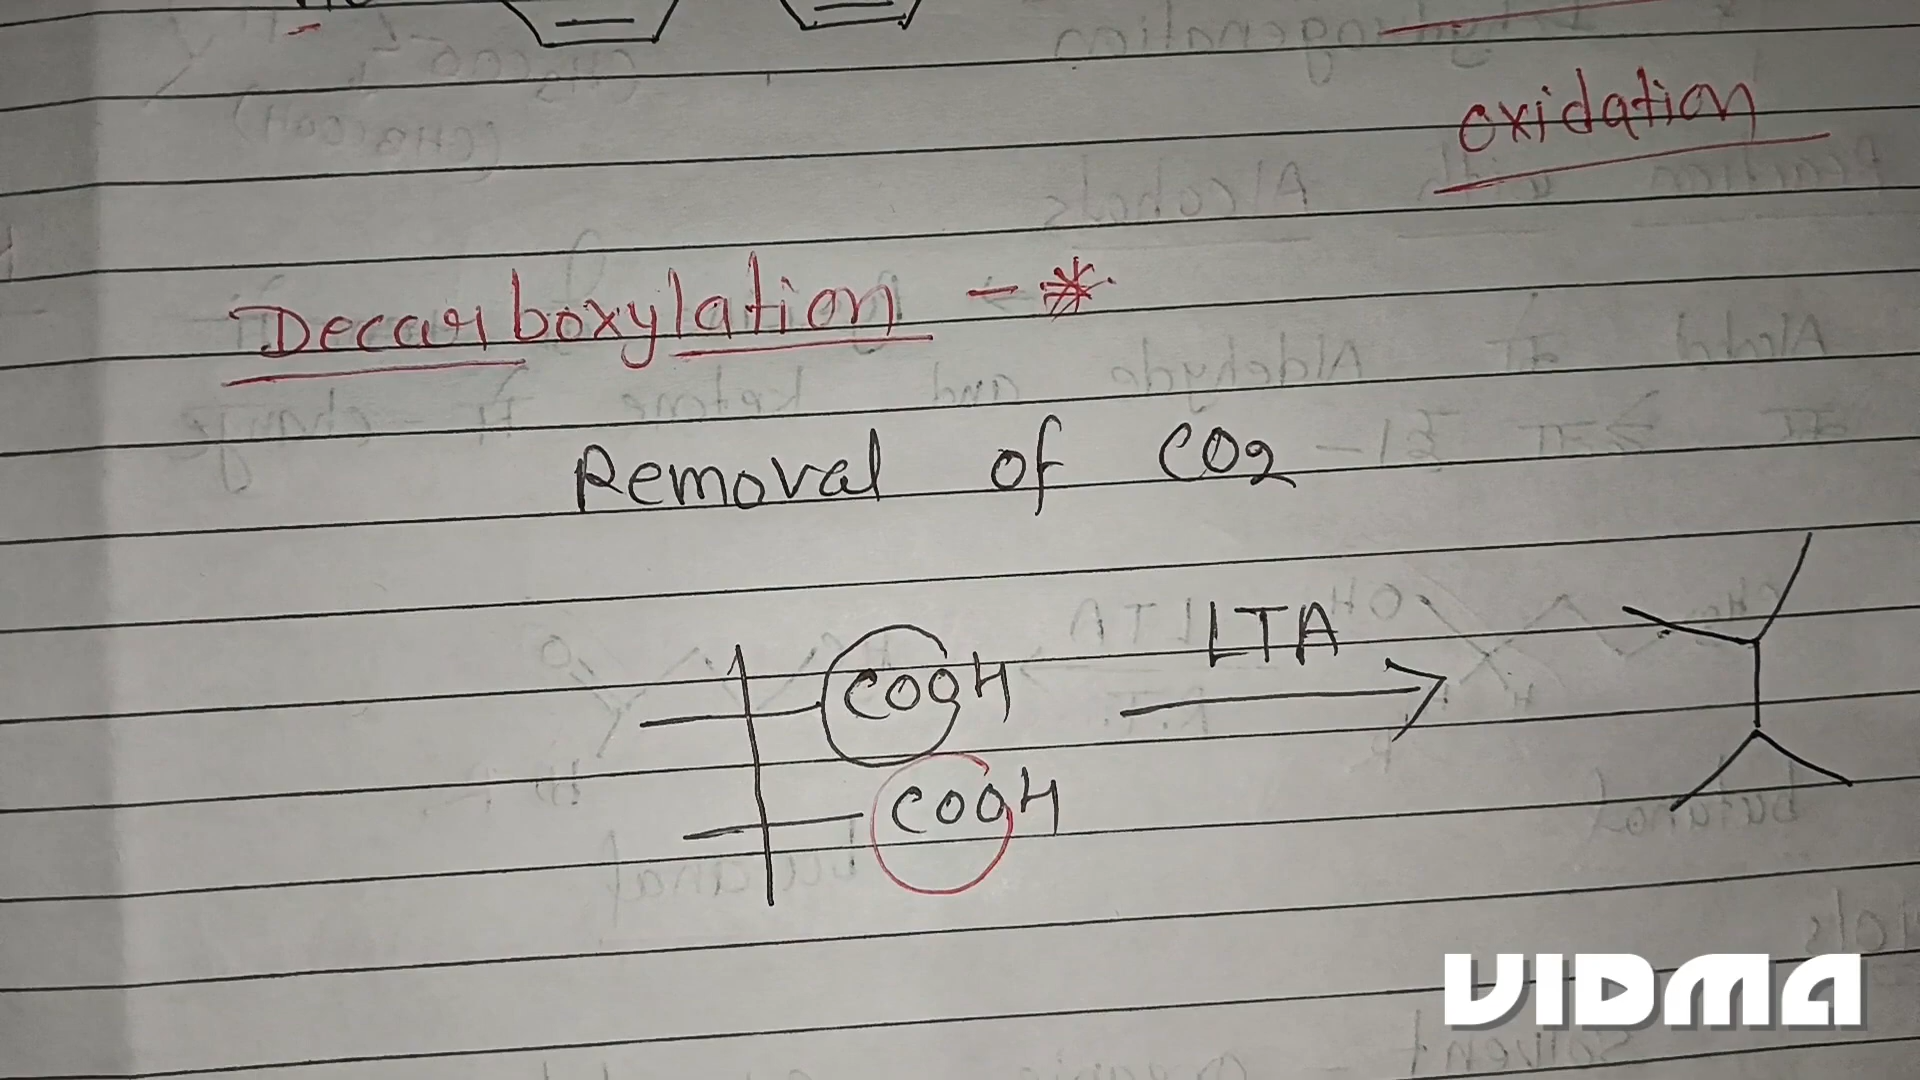 oxidation
Decarboxylation - *
Removal of CO2
LTA
COOH
COOH
VIDMA